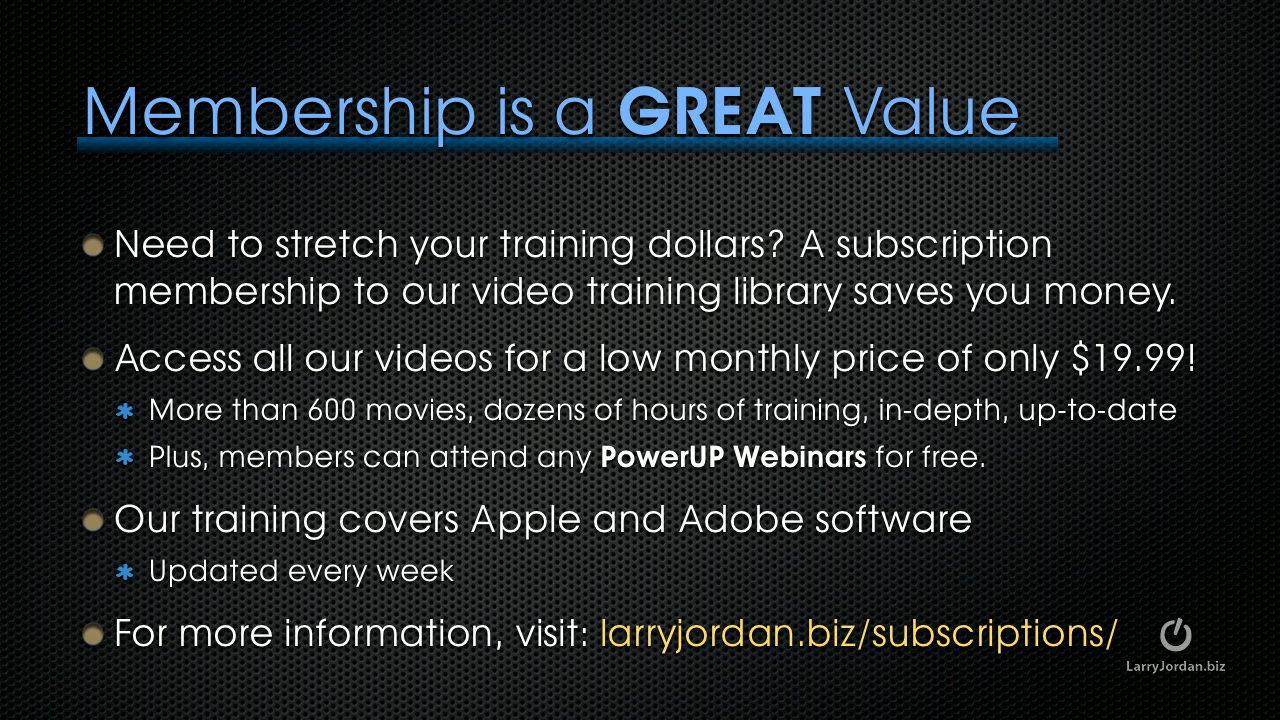 Membership is a GREAT Value
Need to stretch your training dollars? A subscription
membership to our video training library saves you money.
Access all our videos for a low monthly price of only $19.99!
More than 600 movies, dozens of hours of training, in-depth, up-to-date
Plus, members can attend any PowerUP Webinars for free.
Our training covers Apple and Adobe software
Updated every week
For more information, visit: larryjordan.biz/subscriptions/
LarryJordan.biz